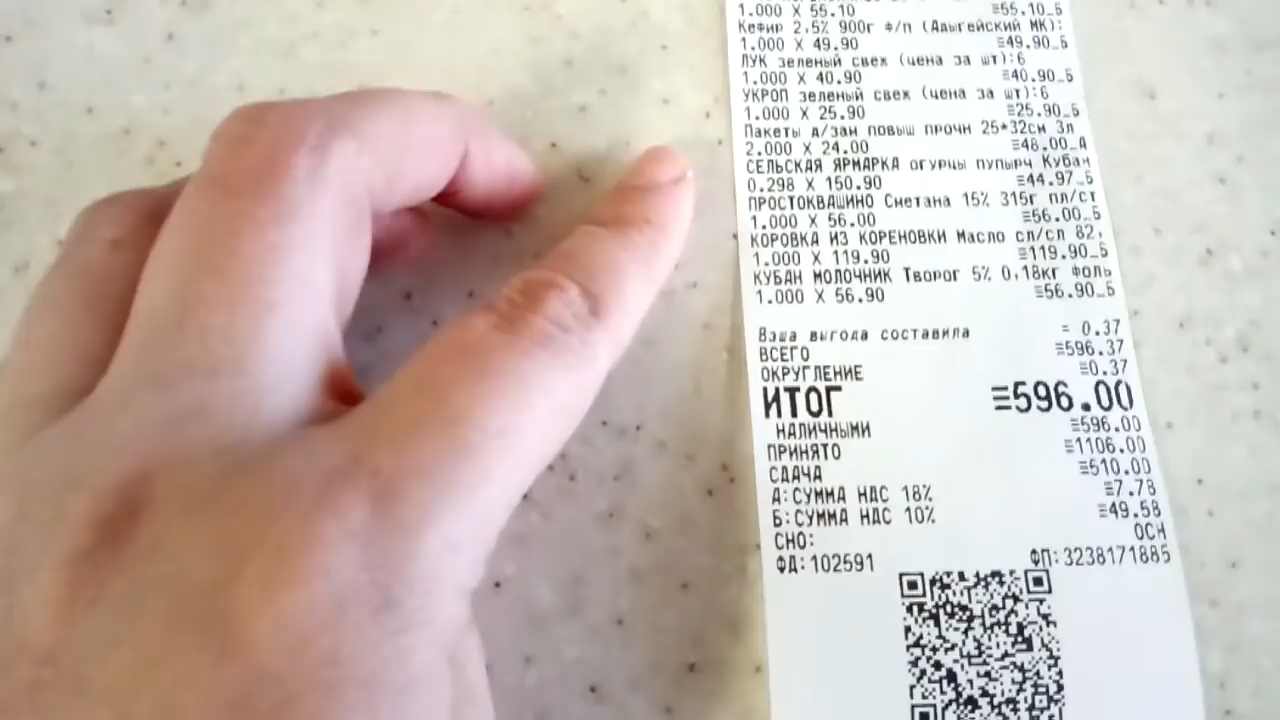 1.000 X 55.10 ≡55.10_Б
Кефир 2,5% 900г ф/п (Адыгейский МК):
1.000 X 49.90 ≡49.90_Б
ЛУК зеленый свеж (цена за шт):6
1.000 X 40.90 ≡40.90_Б
УКРОП зеленый свеж (цена за шт):6
1.000 X 25.90 ≡25.90_Б
Пакеты д/зам повыш прочн 25*32см 3л
2.000 X 24.00 ≡48.00_А
СЕЛЬСКАЯ ЯРМАРКА огурцы пупырч Кубан
0.298 X 150.90 ≡44.97_Б
ПРОСТОКВАШИНО Сметана 15% 315г пл/ст
1.000 X 56.00 ≡56.00_Б
КОРОВКА ИЗ КОРЕНОВКИ Масло сл/сл 82,
1.000 X 119.90 ≡119.90_Б
КУБАН МОЛОЧНИК Творог 5% 0,18кг фоль
1.000 X 56.90 ≡56.90_Б
Ваша выгода составила = 0.37
ВСЕГО ≡596.37
ОКРУГЛЕНИЕ ≡0.37
ИТОГ ≡596.00
НАЛИЧНЫМИ ≡596.00
ПРИНЯТО ≡1106.00
СДАЧА ≡510.00
А:СУММА НДС 18% ≡7.78
Б:СУММА НДС 10% ≡49.58
СНО: ОСН
ФД:102591 ФП:3238171885